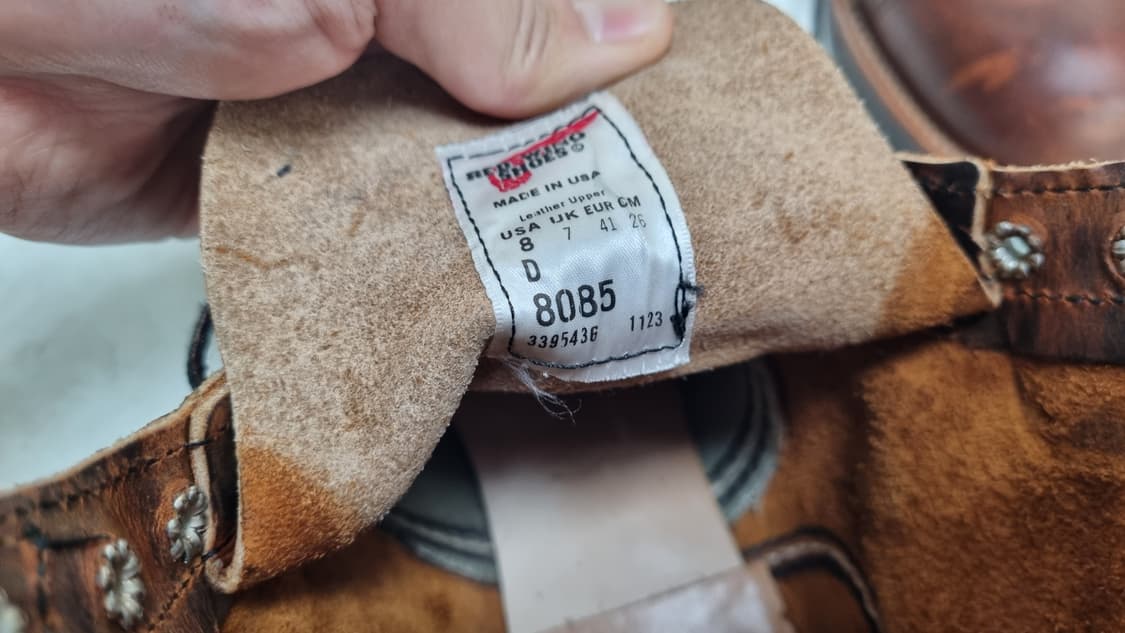 RED WING
SHOES®
MADE IN USA
Leather Upper
USA UK EUR CM
8 7 41 26
D
8085
3395436 1123